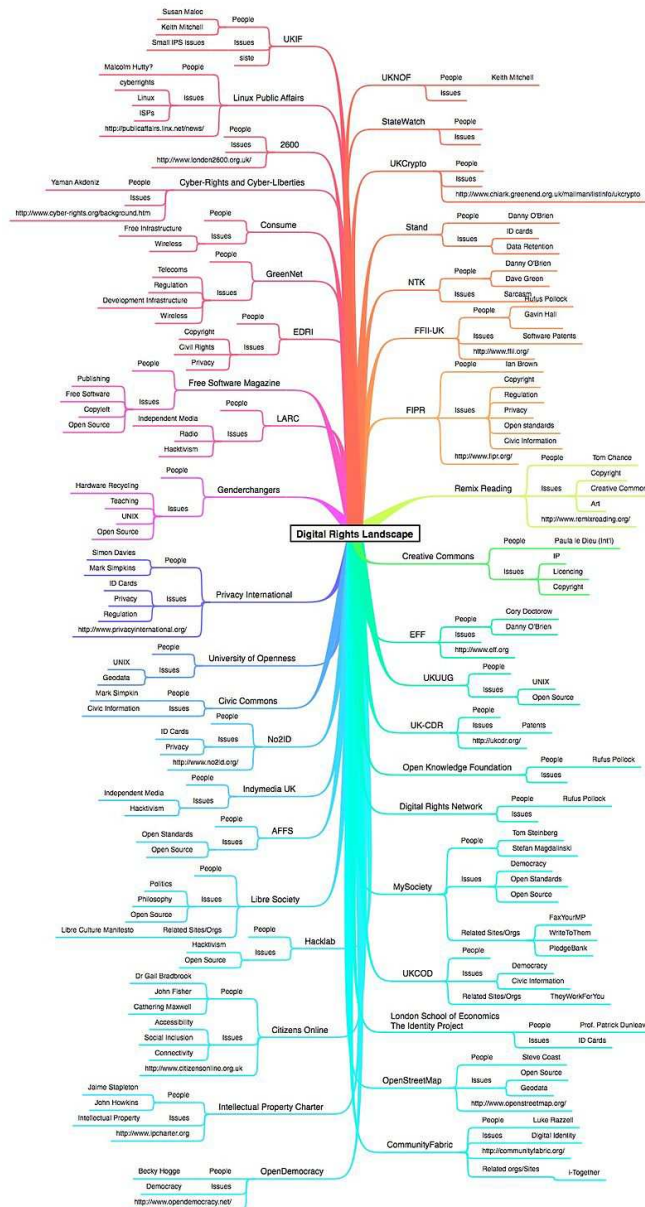 Digital Rights Landscape
UKIF
People
Susan Malec
Keith Mitchell
Issues
Small IPS issues
siste
Linux Public Affairs
People
Malcolm Hutty?
Issues
cyberrights
Linux
ISPs
http://publicaffairs.linx.net/news/
2600
People
Issues
http://www.london2600.org.uk/
Cyber-Rights and Cyber-LIberties
People
Yaman Akdeniz
Issues
http://www.cyber-rights.org/background.htm
Consume
People
Issues
Free Infrastructure
Wireless
GreenNet
People
Issues
Telecoms
Regulation
Development Infrastructure
Wireless
EDRI
People
Issues
Copyright
Civil Rights
Privacy
Free Software Magazine
People
Issues
Publishing
Free Software
Copyleft
Open Source
LARC
People
Issues
Independent Media
Radio
Hacktivism
Genderchangers
People
Issues
Hardware Recycling
Teaching
UNIX
Open Source
Privacy International
People
Simon Davies
Mark Simpkins
Issues
ID Cards
Privacy
Regulation
http://www.privacyinternational.org/
University of Openness
People
Issues
UNIX
Geodata
Civic Commons
People
Mark Simpkin
Issues
Civic Information
No2ID
People
Issues
ID Cards
Privacy
http://www.no2id.org/
Indymedia UK
People
Issues
Independent Media
Hacktivism
AFFS
People
Issues
Open Standards
Open Source
Libre Society
People
Issues
Politics
Philosophy
Open Source
Related Sites/Orgs
Libre Culture Manifesto
Hacklab
People
Issues
Hacktivism
Open Source
Citizens Online
People
Dr Gail Bradbrook
John Fisher
Cathering Maxwell
Issues
Accessibility
Social Inclusion
Connectivity
http://www.citizensonline.org.uk
Intellectual Property Charter
People
Jaime Stapleton
John Howkins
Issues
Intellectual Property
http://www.ipcharter.org
OpenDemocracy
People
Becky Hogge
Issues
Democracy
http://www.opendemocracy.net/
UKNOF
People
Keith Mitchell
Issues
StateWatch
People
Issues
UKCrypto
People
Issues
http://www.chiark.greenend.org.uk/mailman/listinfo/ukcrypto
Stand
People
Danny O'Brien
Issues
ID cards
Data Retention
NTK
People
Danny O'Brien
Dave Green
Issues
Sarcasm
FFII-UK
People
Rufus Pollock
Gavin Hall
Issues
Software Patents
http://www.ffii.org/
FIPR
People
Ian Brown
Issues
Copyright
Regulation
Privacy
Open standards
Civic Information
http://www.fipr.org/
Remix Reading
People
Tom Chance
Issues
Copyright
Creative Common
Art
http://www.remixreading.org/
Creative Commons
People
Paula le Dieu (Int'l)
Issues
IP
Licencing
Copyright
EFF
People
Cory Doctorow
Danny O'Brien
Issues
http://www.eff.org
UKUUG
People
Issues
UNIX
Open Source
UK-CDR
People
Issues
Patents
http://ukcdr.org/
Open Knowledge Foundation
People
Rufus Pollock
Issues
Digital Rights Network
People
Rufus Pollock
Issues
MySociety
People
Tom Steinberg
Stefan Magdalinski
Issues
Democracy
Open Standards
Open Source
Related Sites/Orgs
FaxYourMP
WriteToThem
PledgeBank
UKCOD
People
Issues
Democracy
Civic Information
Related Sites/Orgs
TheyWorkForYou
London School of Economics
The Identity Project
People
Prof. Patrick Dunleav
Issues
ID Cards
OpenStreetMap
People
Steve Coast
Issues
Open Source
Geodata
http://www.openstreetmap.org/
CommunityFabric
People
Luke Razzell
Issues
Digital Identity
http://communityfabric.org/
Related orgs/Sites
i-Together